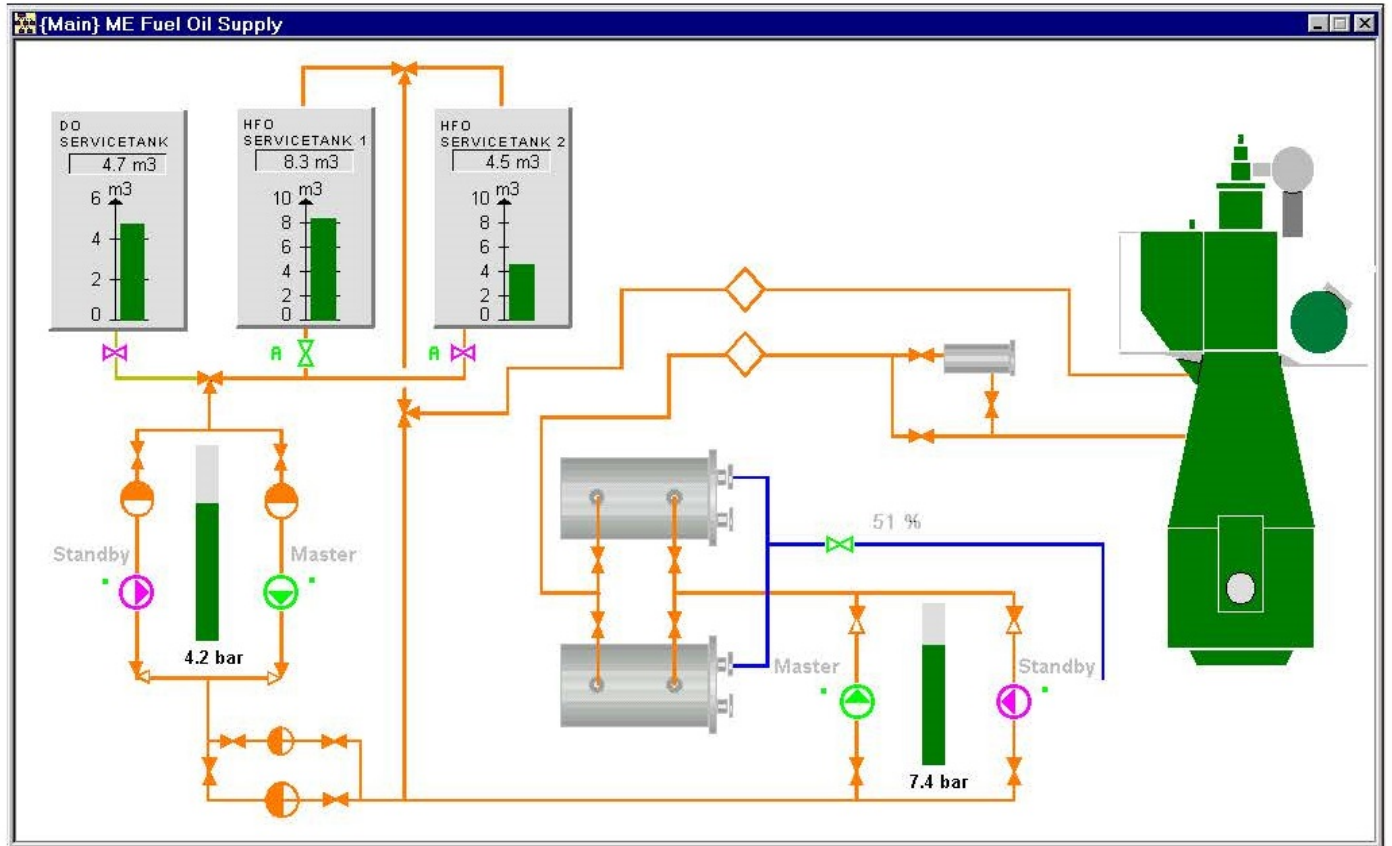 {Main} ME Fuel Oil Supply
DO
SERVICETANK
4.7 m3
m3
6
4
2
0
HFO
SERVICETANK 1
8.3 m3
m3
10
8
6
4
2
0
HFO
SERVICETANK 2
4.5 m3
m3
10
8
6
4
2
0
A
A
Standby
Master
4.2 bar
51 %
Master
Standby
7.4 bar